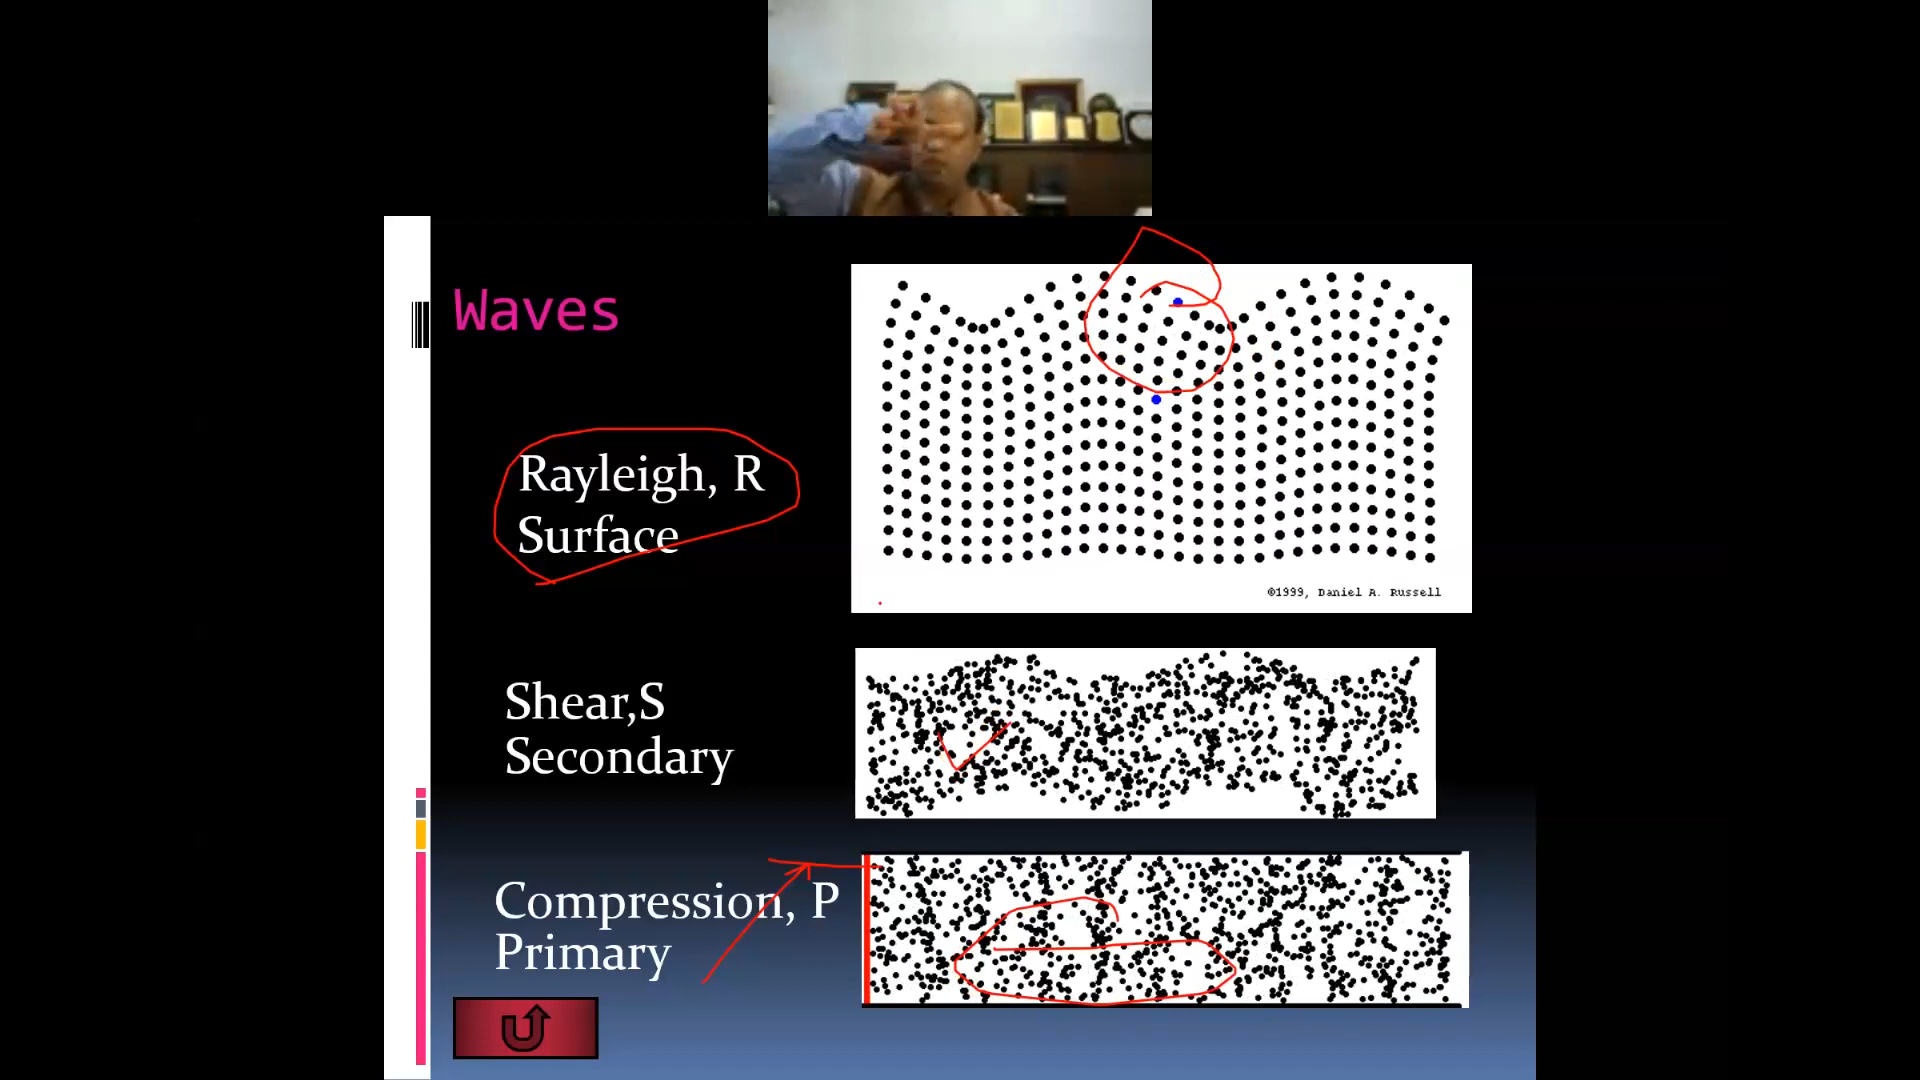 Waves
Rayleigh, R
Surface
©1999, Daniel A. Russell
Shear,S
Secondary
Compression, P
Primary